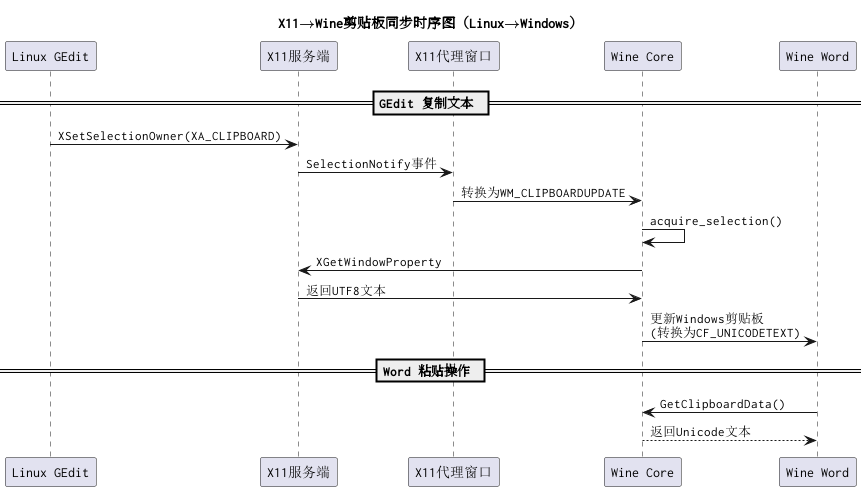 X11→Wine剪贴板同步时序图（Linux→Windows）
Linux GEdit
X11服务端
X11代理窗口
Wine Core
Wine Word
GEdit 复制文本
XSetSelectionOwner(XA_CLIPBOARD)
SelectionNotify事件
转换为WM_CLIPBOARDUPDATE
acquire_selection()
XGetWindowProperty
返回UTF8文本
更新Windows剪贴板
(转换为CF_UNICODETEXT)
Word 粘贴操作
GetClipboardData()
返回Unicode文本
Linux GEdit
X11服务端
X11代理窗口
Wine Core
Wine Word